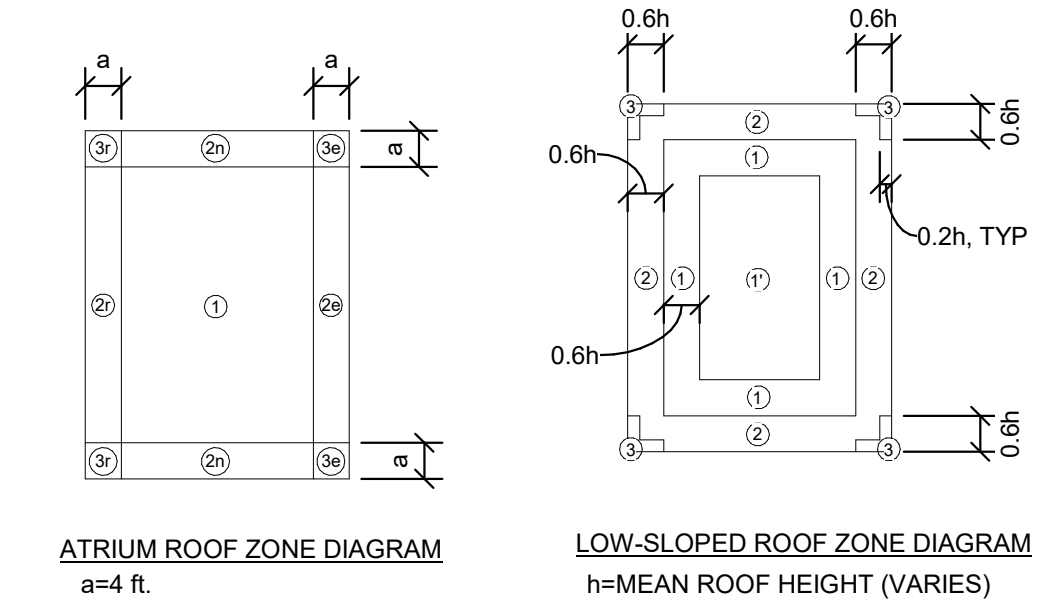 a
a
3r
2n
3e
a
2r
1
2e
3r
2n
3e
a
ATRIUM ROOF ZONE DIAGRAM
a=4 ft.
0.6h
0.6h
3
3
2
0.6h
0.6h
1
0.2h, TYP
2
1
1'
1
2
0.6h
1
2
0.6h
3
3
LOW-SLOPED ROOF ZONE DIAGRAM
h=MEAN ROOF HEIGHT (VARIES)